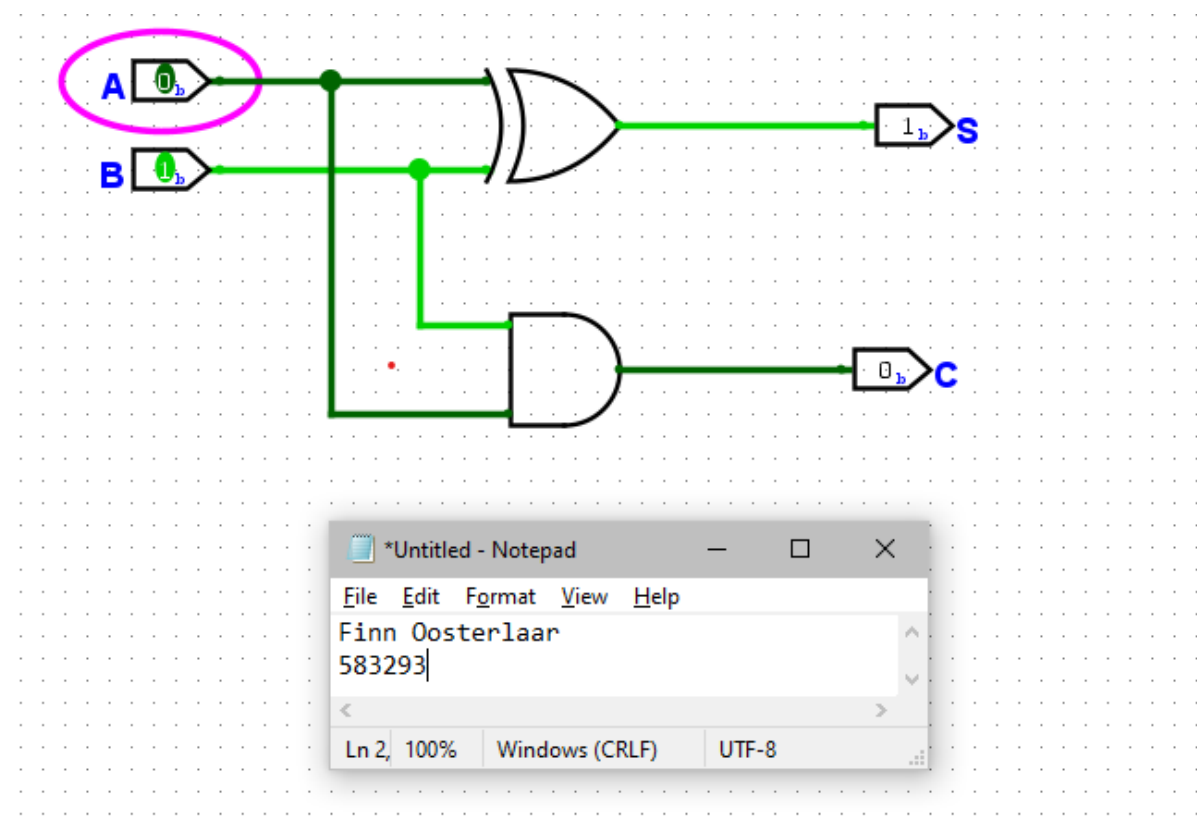 A 0b
B 1b
1b S
0b C
*Untitled - Notepad
File Edit Format View Help
Finn Oosterlaar
583293
Ln 2, 100% Windows (CRLF) UTF-8